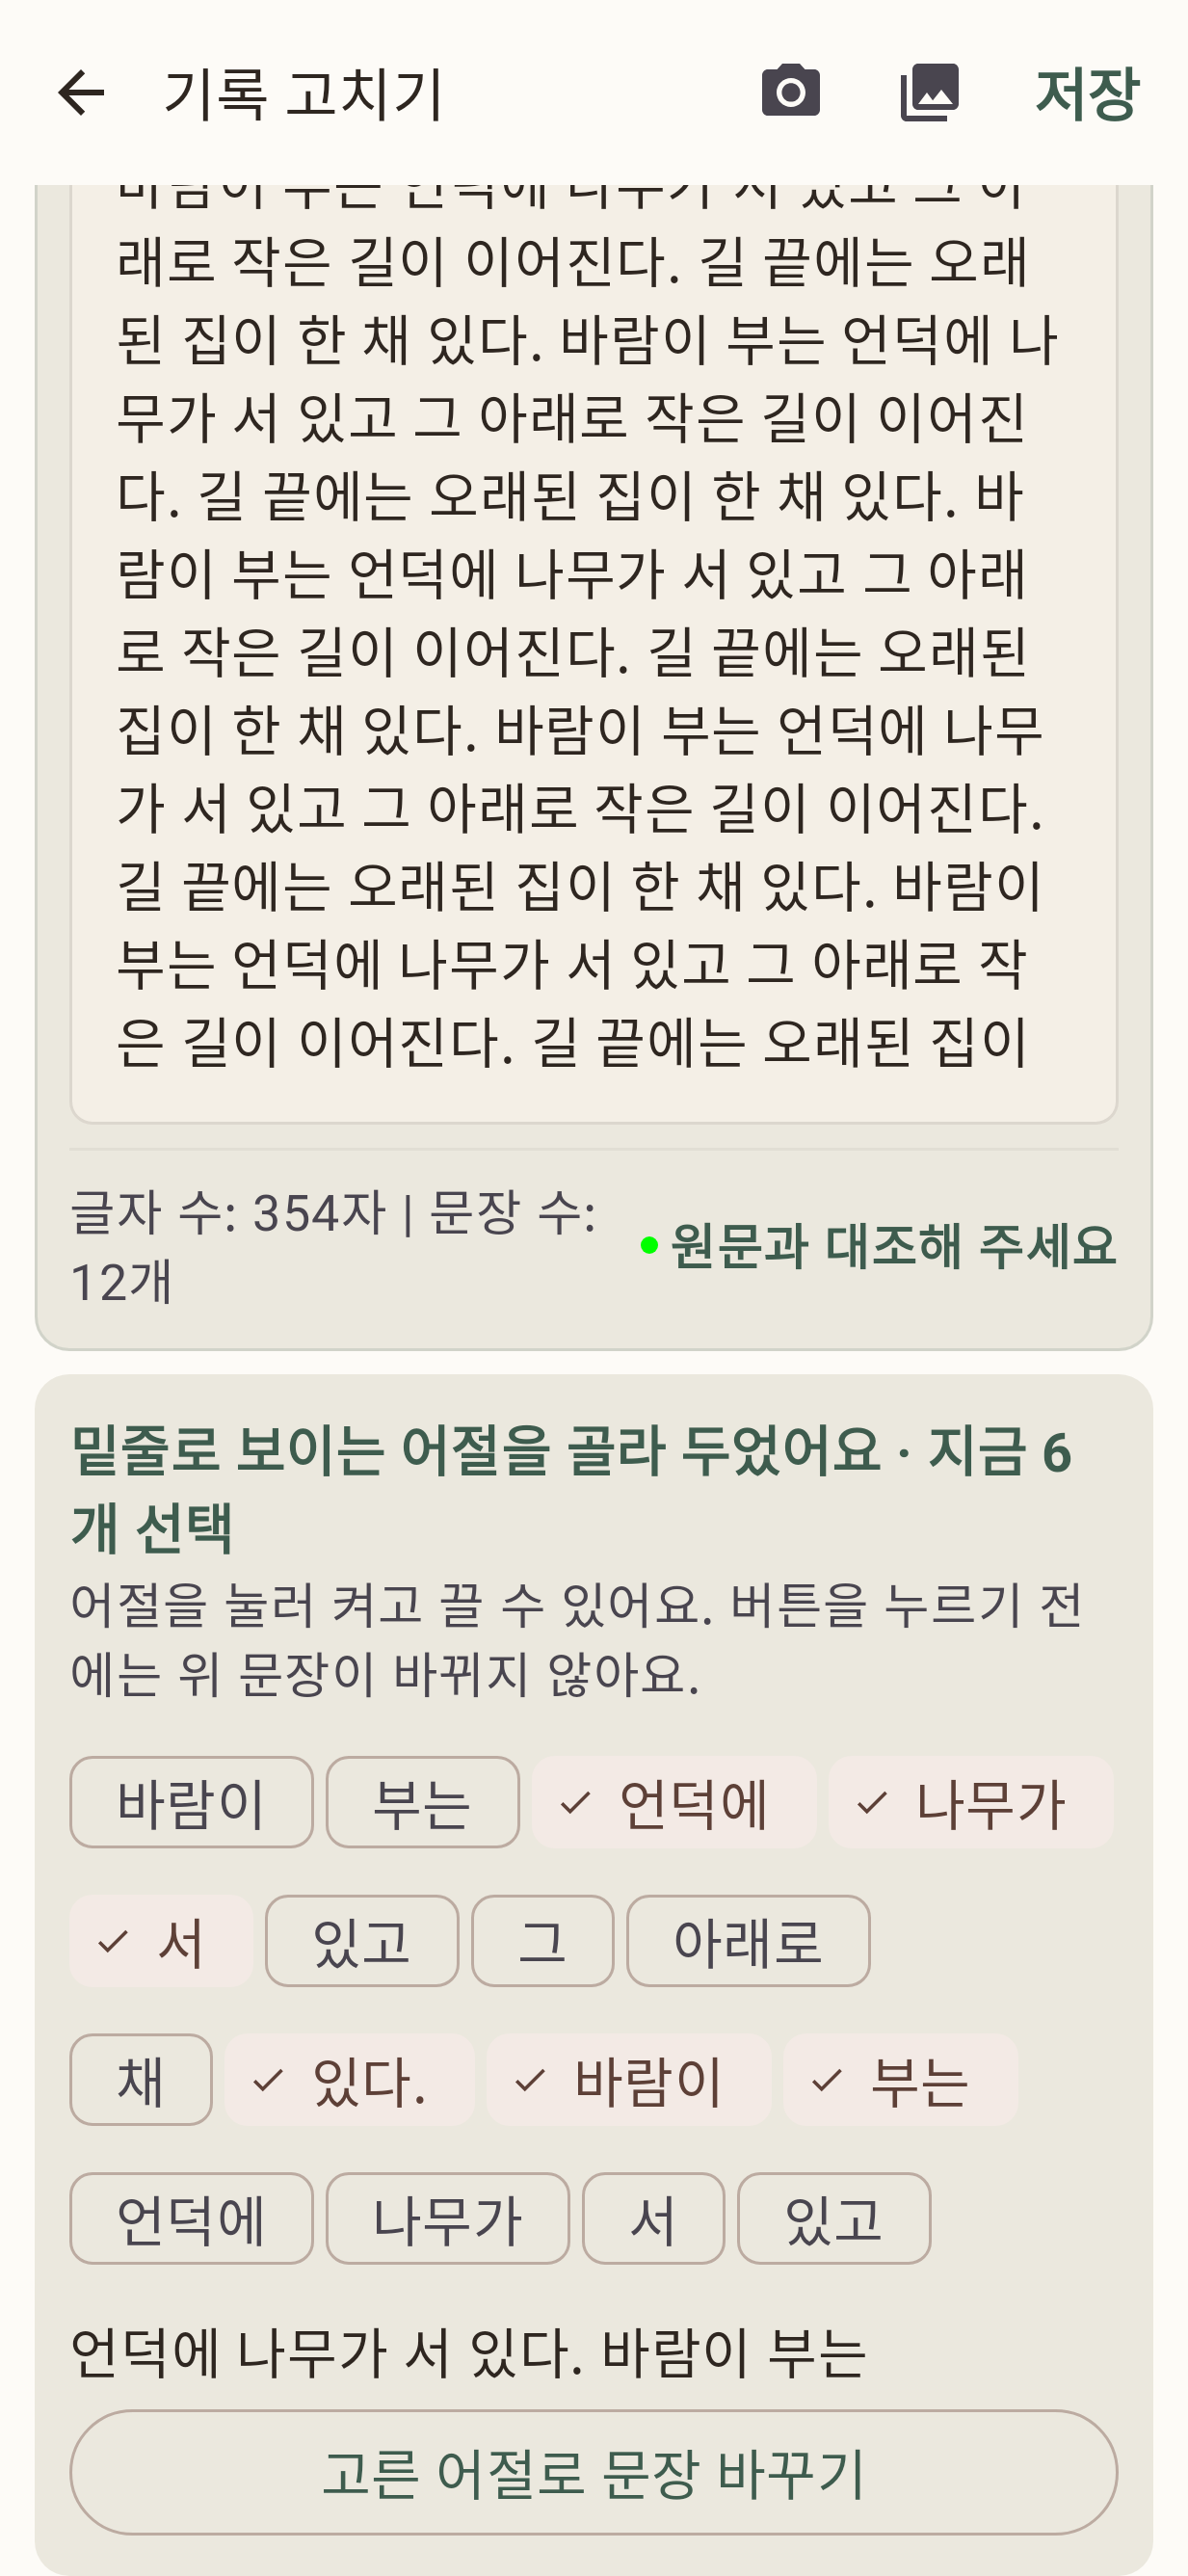 기록 고치기
저장
바람이 부는 언덕에 나무가 서 있고 그 아
래로 작은 길이 이어진다. 길 끝에는 오래
된 집이 한 채 있다. 바람이 부는 언덕에 나
무가 서 있고 그 아래로 작은 길이 이어진
다. 길 끝에는 오래된 집이 한 채 있다. 바
람이 부는 언덕에 나무가 서 있고 그 아래
로 작은 길이 이어진다. 길 끝에는 오래된
집이 한 채 있다. 바람이 부는 언덕에 나무
가 서 있고 그 아래로 작은 길이 이어진다.
길 끝에는 오래된 집이 한 채 있다. 바람이
부는 언덕에 나무가 서 있고 그 아래로 작
은 길이 이어진다. 길 끝에는 오래된 집이
글자 수: 354자 | 문장 수:
12개
원문과 대조해 주세요
밑줄로 보이는 어절을 골라 두었어요 · 지금 6
개 선택
어절을 눌러 켜고 끌 수 있어요. 버튼을 누르기 전
에는 위 문장이 바뀌지 않아요.
바람이 부는 언덕에 나무가
서 있고 그 아래로
채 있다. 바람이 부는
언덕에 나무가 서 있고
언덕에 나무가 서 있다. 바람이 부는
고른 어절로 문장 바꾸기